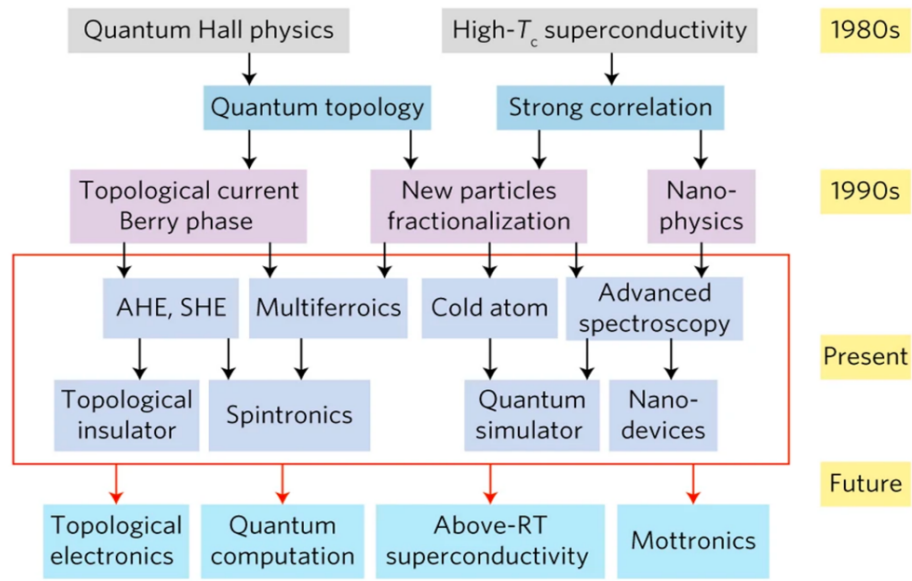 Quantum Hall physics
High-Tc superconductivity
1980s
Quantum topology
Strong correlation
Topological current
Berry phase
New particles
fractionalization
Nano-
physics
1990s
AHE, SHE
Multiferroics
Cold atom
Advanced
spectroscopy
Present
Topological
insulator
Spintronics
Quantum
simulator
Nano-
devices
Future
Topological
electronics
Quantum
computation
Above-RT
superconductivity
Mottronics